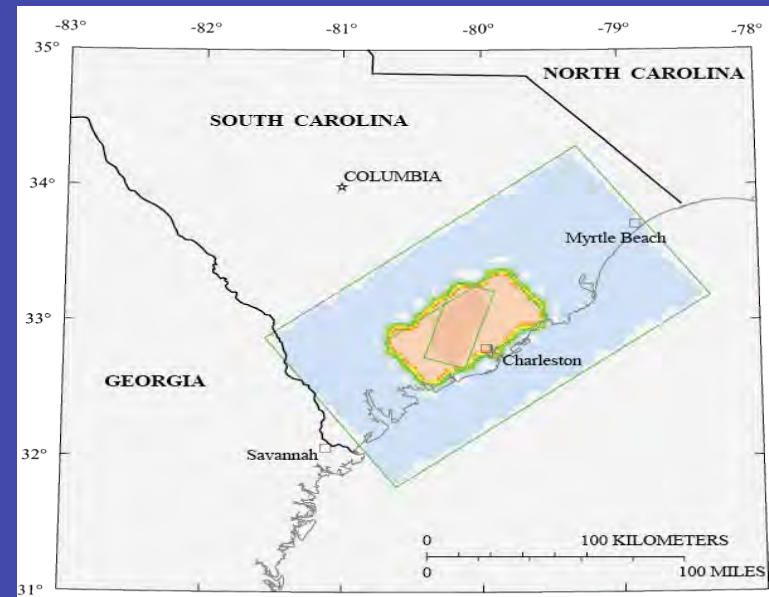 -83°
-82°
-81°
-80°
-79°
-78°
35°
NORTH CAROLINA
SOUTH CAROLINA
34°
COLUMBIA
Myrtle Beach
33°
Charleston
GEORGIA
32°
Savannah
0 100 KILOMETERS
0 100 MILES
31°